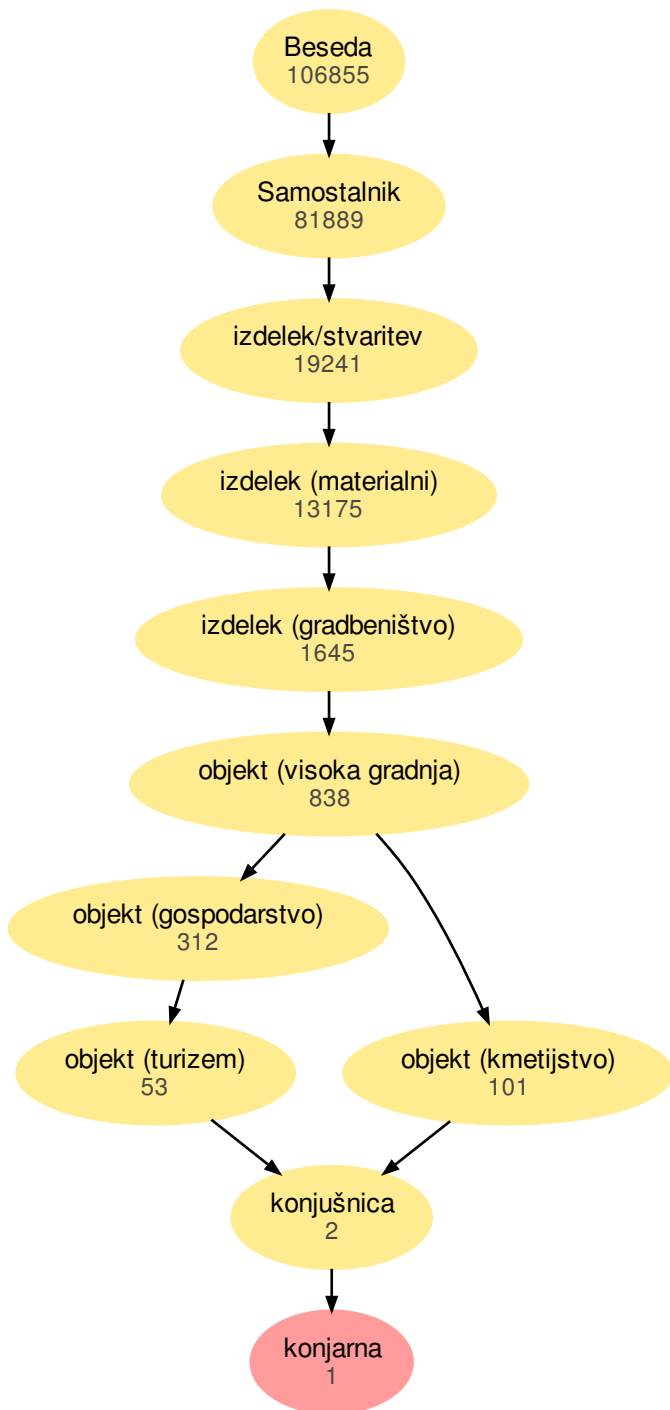 Beseda
106855
Samostalnik
81889
izdelek/stvaritev
19241
izdelek (materialni)
13175
izdelek (gradbeništvo)
1645
objekt (visoka gradnja)
838
objekt (gospodarstvo)
312
objekt (turizem)
53
objekt (kmetijstvo)
101
konjušnica
2
konjarna
1